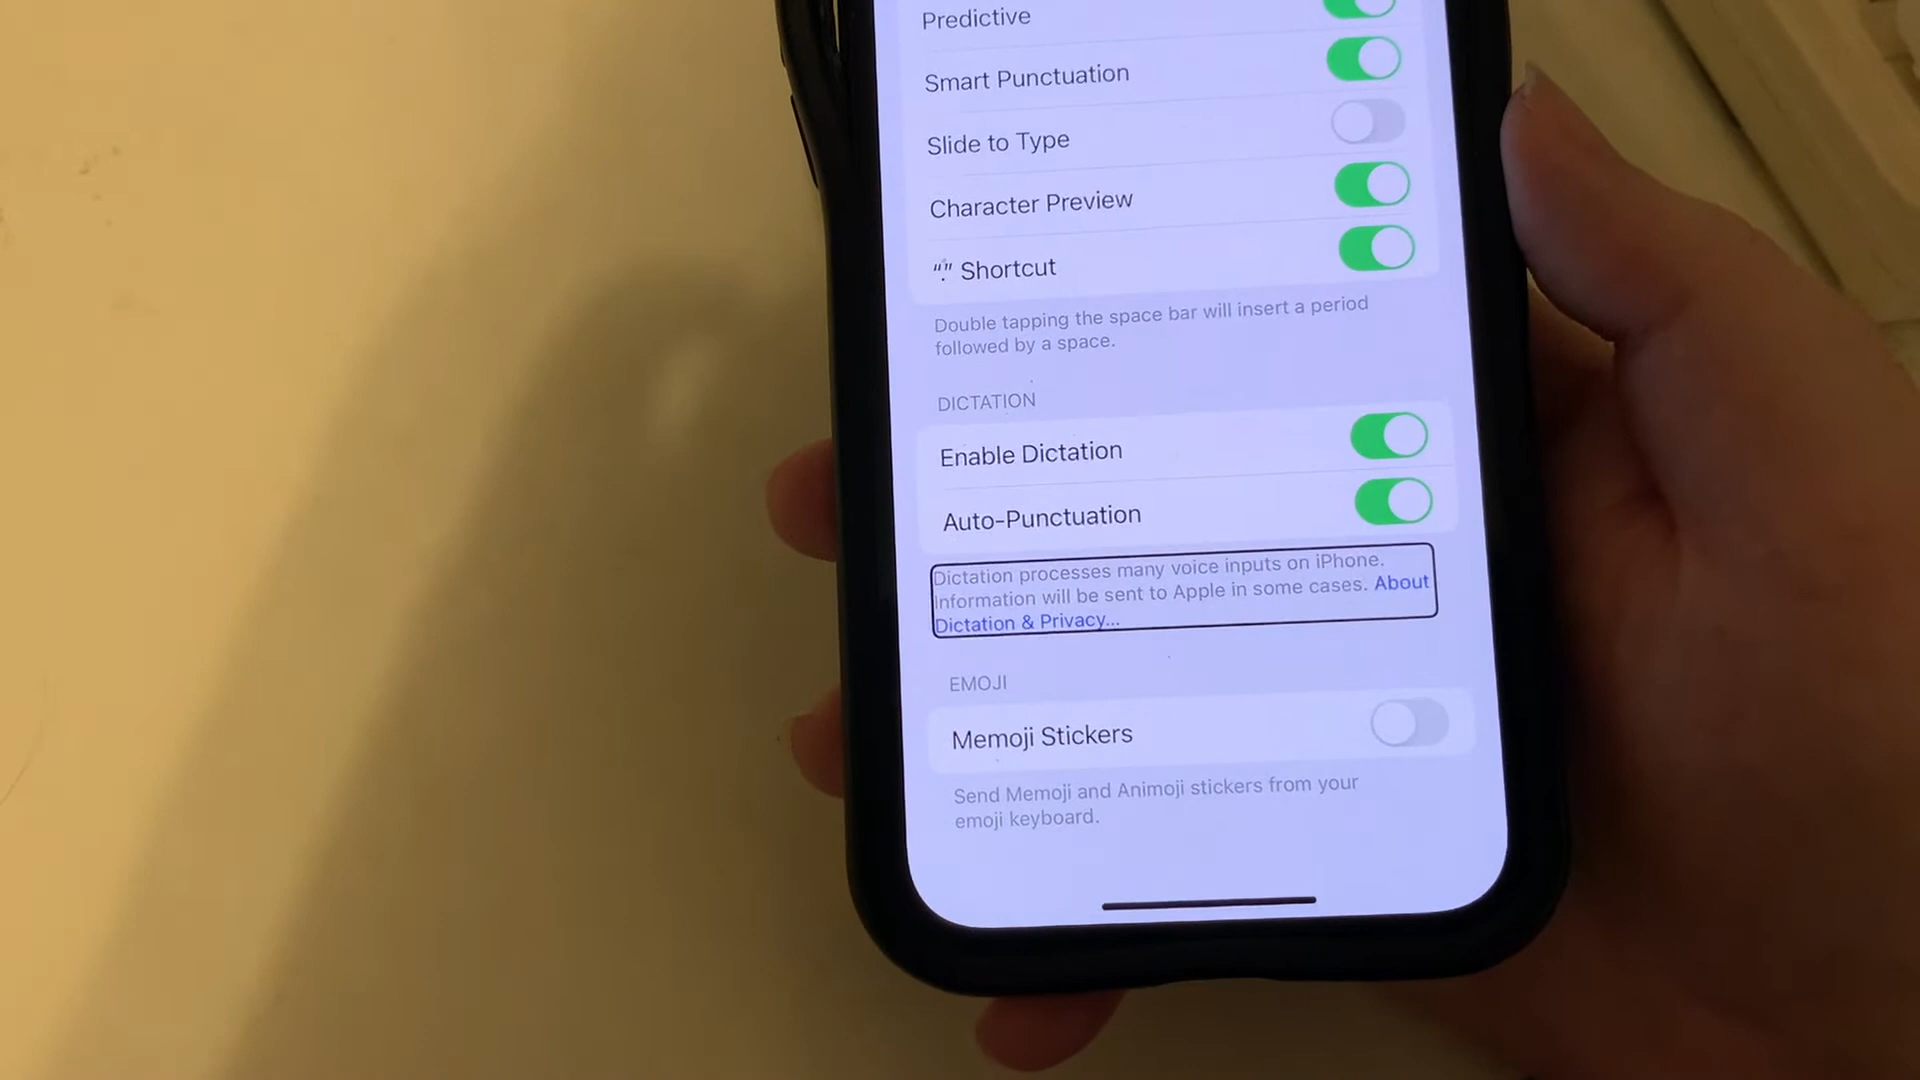 Predictive
Smart Punctuation
Slide to Type
Character Preview
“.” Shortcut
Double tapping the space bar will insert a period
followed by a space.
DICTATION
Enable Dictation
Auto-Punctuation
Dictation processes many voice inputs on iPhone.
Information will be sent to Apple in some cases. About
Dictation & Privacy...
EMOJI
Memoji Stickers
Send Memoji and Animoji stickers from your
emoji keyboard.